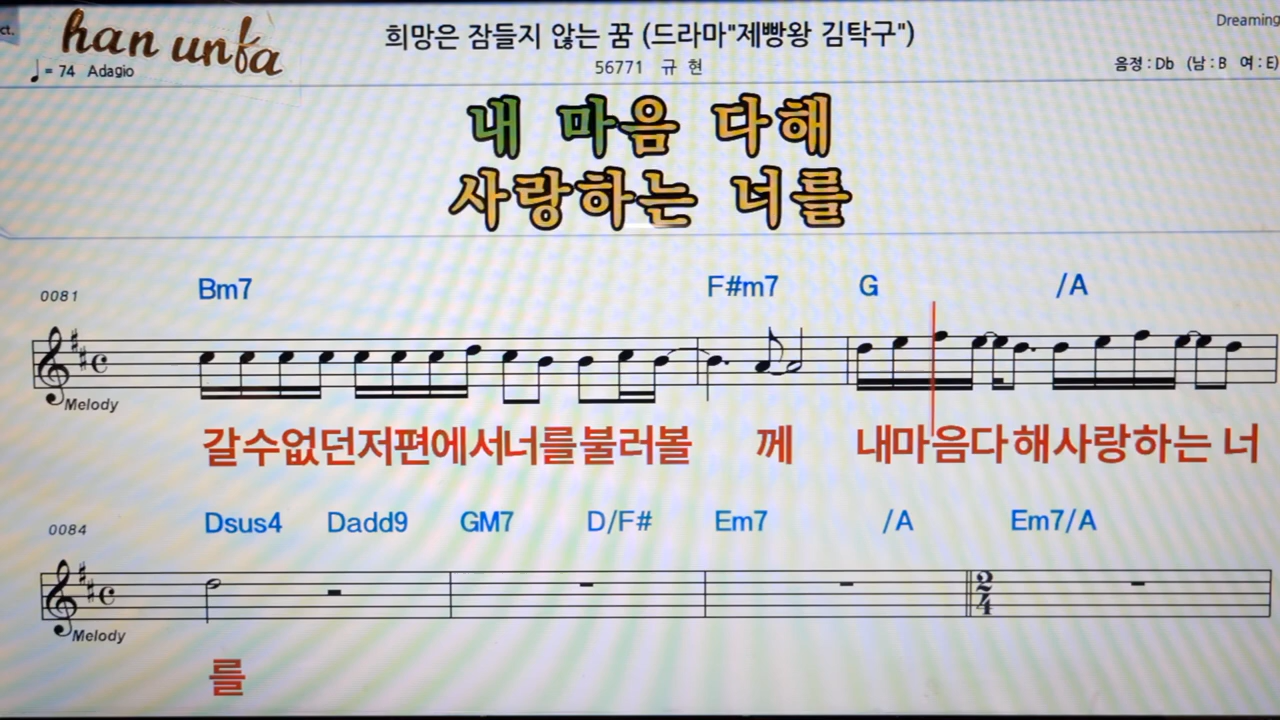 ct.
han unfa
희망은 잠들지 않는 꿈 (드라마"제빵왕 김탁구")
Dreaming
♩= 74 Adagio
56771 규 현
음정 : Db (남 : B 여 : E)
내 마음 다해
사랑하는 너를
0081 Bm7 F#m7 G /A
Melody
갈수없던저편에서너를불러볼 께 내마음다해사랑하는 너
0084 Dsus4 Dadd9 GM7 D/F# Em7 /A Em7/A
2
4
Melody
를